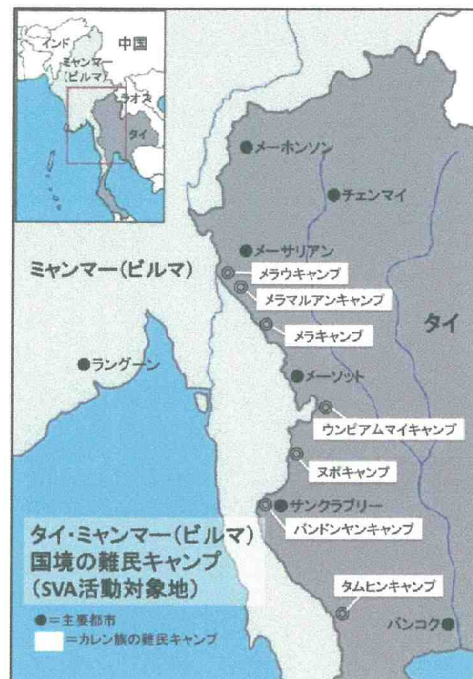 中国
インド
ミャンマー
(ビルマ)
ラオス
タイ
メーホンソン
チェンマイ
メーサリアン
メラウキャンプ
ミャンマー(ビルマ)
メラマルアンキャンプ
メラキャンプ
タイ
ラングーン
メーソット
ウンピアムマイキャンプ
ヌポキャンプ
サンクラブリー
バンドンヤンキャンプ
タイ・ミャンマー(ビルマ)
国境の難民キャンプ
(SVA活動対象地)
タムヒンキャンプ
●=主要都市
バンコク
=カレン族の難民キャンプ